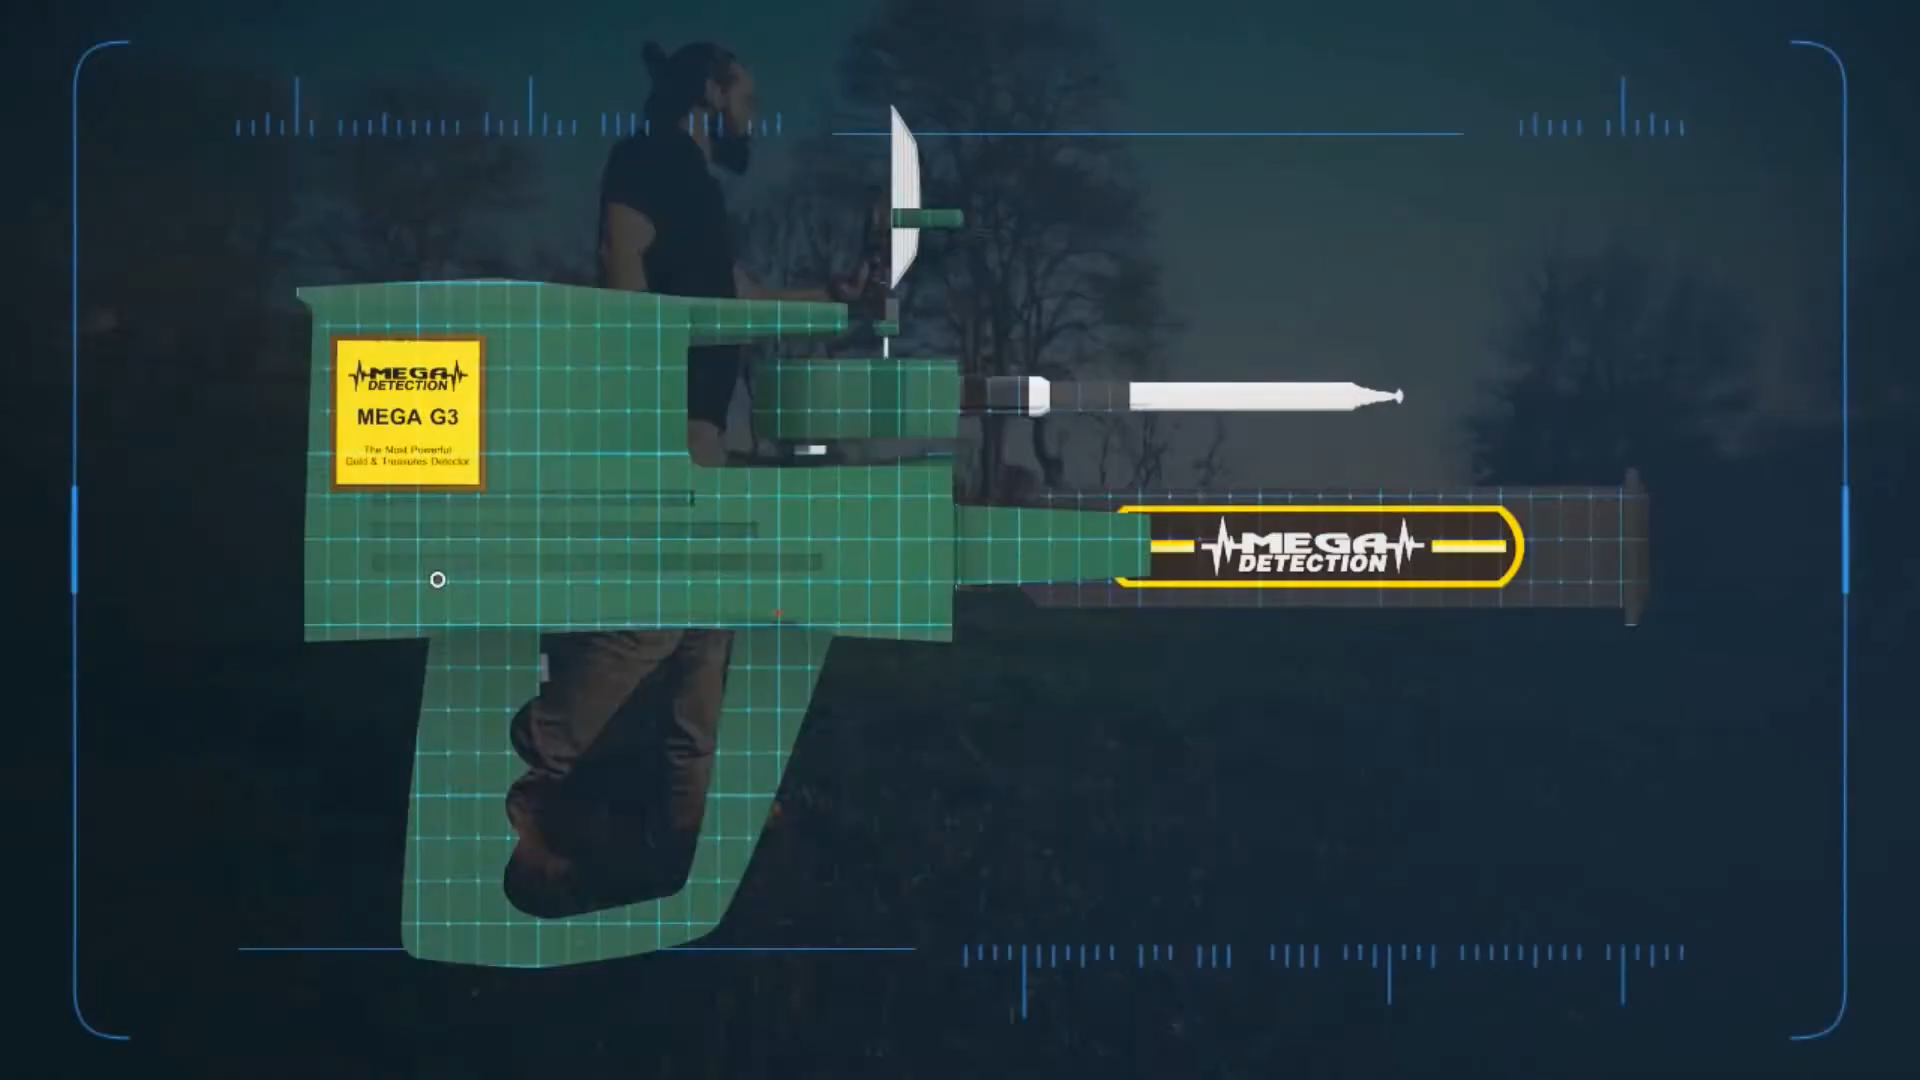 MEGA
DETECTION
MEGA G3
The Most Powerful
Gold & Treasures Detector
MEGA
DETECTION